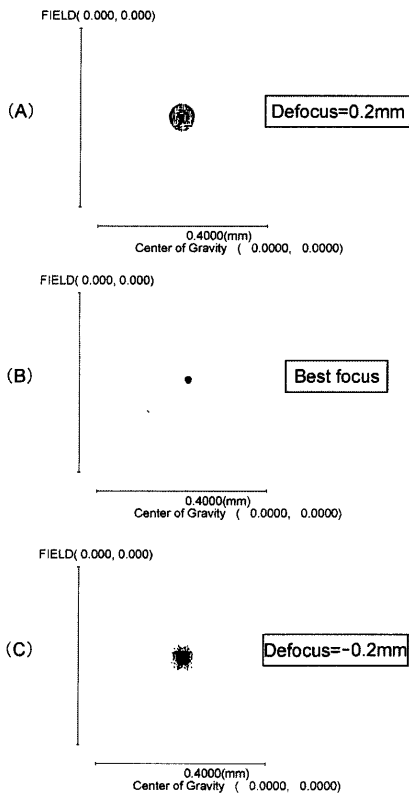 FIELD( 0.000, 0.000)
(A)
Defocus=0.2mm
0.4000(mm)
Center of Gravity ( 0.0000, 0.0000)
FIELD( 0.000, 0.000)
(B)
Best focus
0.4000(mm)
Center of Gravity ( 0.0000, 0.0000)
FIELD( 0.000, 0.000)
(C)
Defocus=-0.2mm
0.4000(mm)
Center of Gravity ( 0.0000, 0.0000)